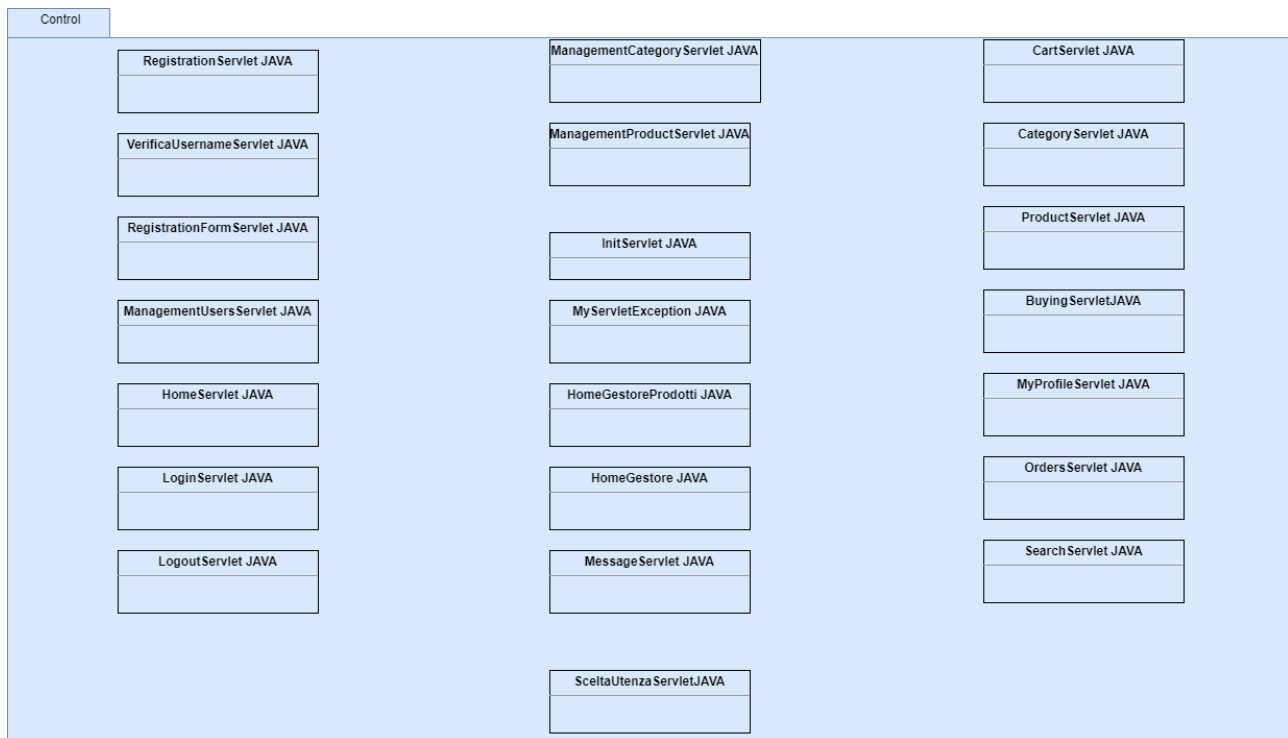 Control
RegistrationServlet JAVA
VerificaUsernameServlet JAVA
RegistrationFormServlet JAVA
ManagementUsersServlet JAVA
HomeServlet JAVA
LoginServlet JAVA
LogoutServlet JAVA
ManagementCategoryServlet JAVA
ManagementProductServlet JAVA
InitServlet JAVA
MyServletException JAVA
HomeGestoreProdotti JAVA
HomeGestore JAVA
MessageServlet JAVA
SceltaUtenzaServletJAVA
CartServlet JAVA
CategoryServlet JAVA
ProductServlet JAVA
BuyingServletJAVA
MyProfileServlet JAVA
OrdersServlet JAVA
SearchServlet JAVA